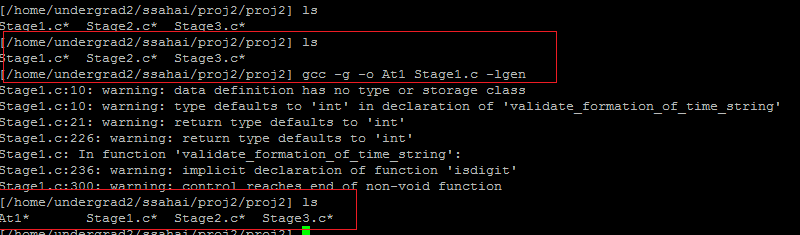 [/home/undergrad2/ssahai/proj2/proj2] ls
Stage1.c* Stage2.c* Stage3.c*
[/home/undergrad2/ssahai/proj2/proj2] ls
Stage1.c* Stage2.c* Stage3.c*
[/home/undergrad2/ssahai/proj2/proj2] gcc -g -o At1 Stage1.c -lgen
Stage1.c:10: warning: data definition has no type or storage class
Stage1.c:10: warning: type defaults to 'int' in declaration of 'validate_formation_of_time_string'
Stage1.c:21: warning: return type defaults to 'int'
Stage1.c:226: warning: return type defaults to 'int'
Stage1.c: In function 'validate_formation_of_time_string':
Stage1.c:236: warning: implicit declaration of function 'isdigit'
Stage1.c:300: warning: control reaches end of non-void function
[/home/undergrad2/ssahai/proj2/proj2] ls
At1* Stage1.c* Stage2.c* Stage3.c*
[/home/undergrad2/ssahai/proj2/proj2]